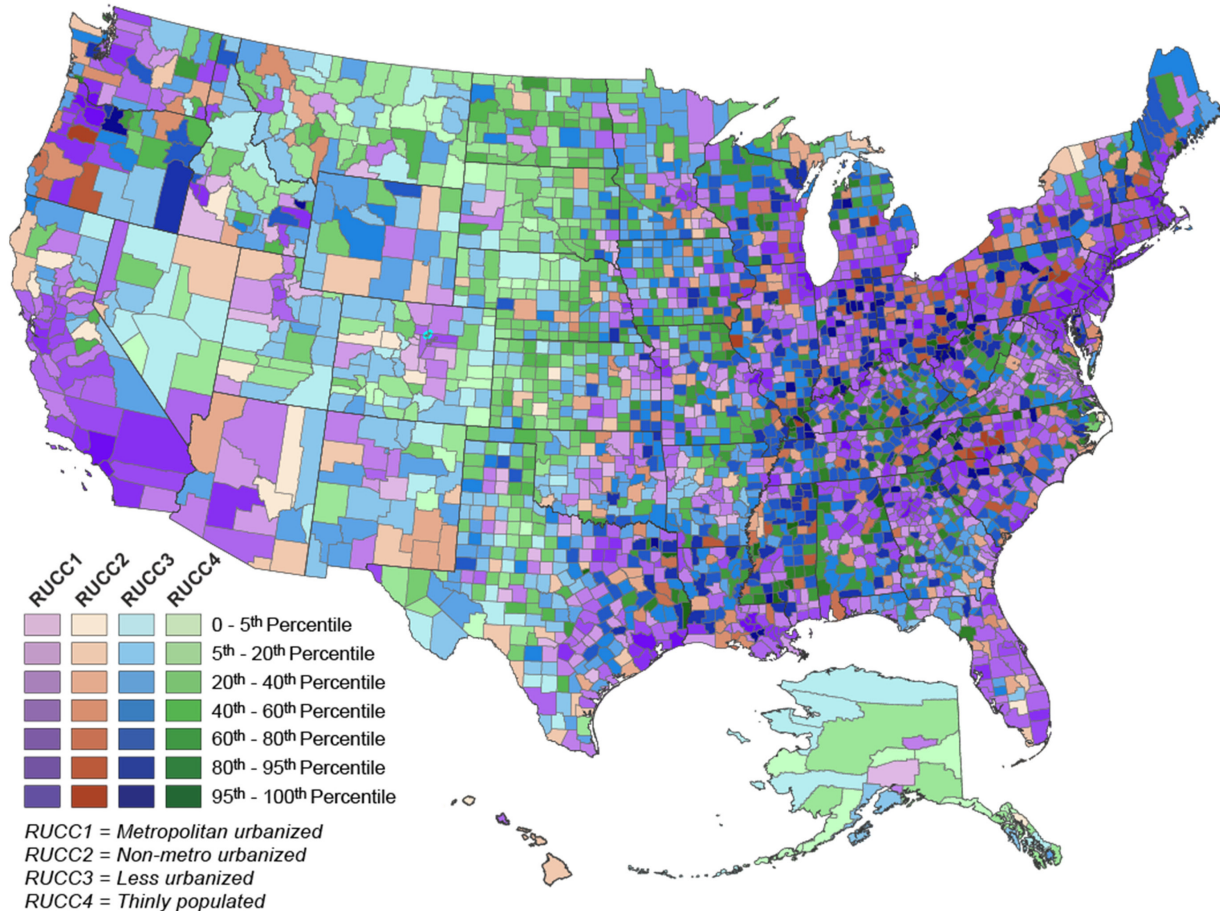 RUCC1 RUCC2 RUCC3 RUCC4
0 - 5th Percentile
5th - 20th Percentile
20th - 40th Percentile
40th - 60th Percentile
60th - 80th Percentile
80th - 95th Percentile
95th - 100th Percentile
RUCC1 = Metropolitan urbanized
RUCC2 = Non-metro urbanized
RUCC3 = Less urbanized
RUCC4 = Thinly populated